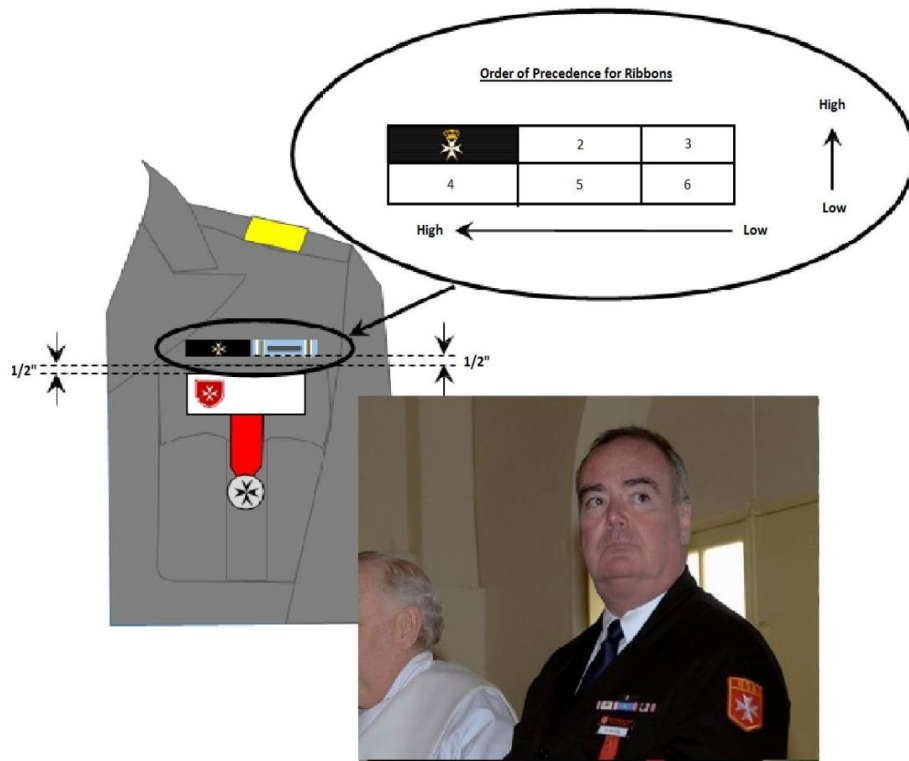 Order of Precedence for Ribbons
High
2 3
4 5 6
Low
High Low
1/2"
1/2"